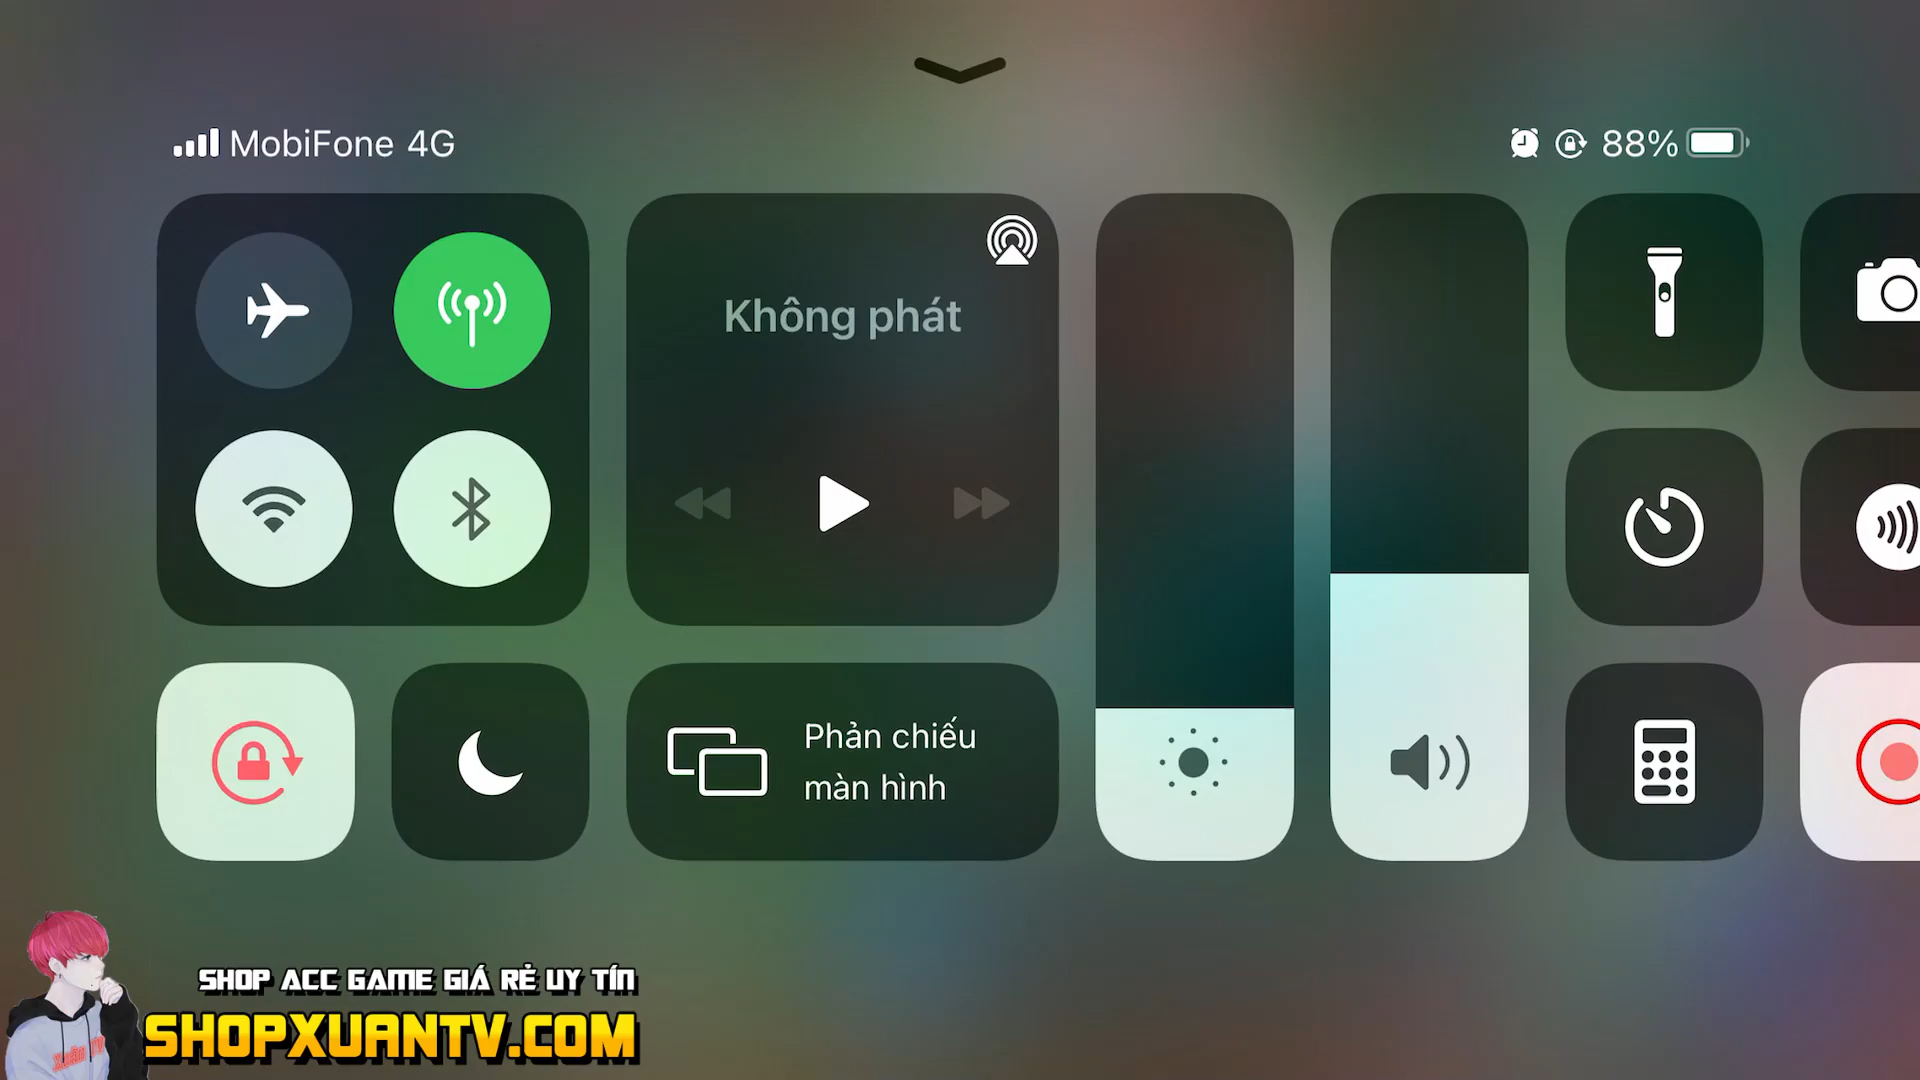 MobiFone 4G
88%
Không phát
Phản chiếu
màn hình
SHOP ACC GAME GIÁ RẺ UY TÍN
SHOPXUANTV.COM